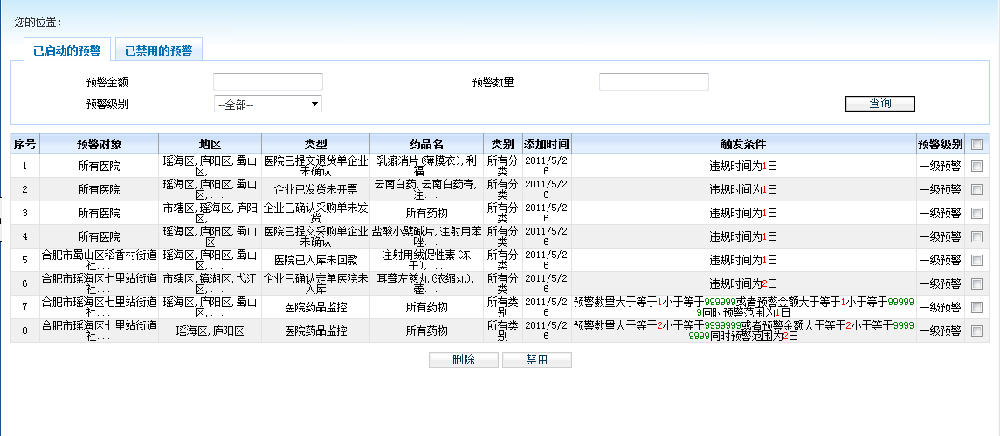 您的位置:
已启动的预警 已禁用的预警
预警金额 预警数量
预警级别 --全部-- 查询
序号 预警对象 地区 类型 药品名 类别 添加时间 触发条件 预警级别
1 所有医院 瑶海区,庐阳区,蜀山区,... 医院已提交退货单企业未确认 乳癖消片(薄膜衣),利福... 所有分类 2011/5/26 违规时间为1日 一级预警
2 所有医院 瑶海区,庐阳区,蜀山区,... 企业已发货未开票 云南白药,云南白药膏,注... 所有分类 2011/5/26 违规时间为1日 一级预警
3 所有医院 市辖区,瑶海区,庐阳区,... 企业已确认采购单未发货 所有药物 所有分类 2011/5/26 违规时间为1日 一级预警
4 所有医院 瑶海区,庐阳区,蜀山区 医院已提交采购单企业未确认 盐酸小檗碱片,注射用苯唑... 所有分类 2011/5/26 违规时间为1日 一级预警
5 合肥市蜀山区稻香村街道社... 瑶海区,庐阳区,蜀山区,... 医院已入库未回款 注射用绒促性素(冻干),... 所有分类 2011/5/26 违规时间为1日 一级预警
6 合肥市瑶海区七里站街道社... 市辖区,镜湖区,弋江区,... 企业已确认定单医院未入库 耳聋左慈丸(浓缩丸),藿... 所有分类 2011/5/26 违规时间为2日 一级预警
7 合肥市瑶海区七里站街道社... 瑶海区,庐阳区,蜀山区,... 医院药品监控 所有药物 所有类别 2011/5/26 预警数量大于等于1小于等于999999或者预警金额大于等于1小于等于999999同时预警范围为1日 一级预警
8 合肥市瑶海区七里站街道社... 瑶海区,庐阳区 医院药品监控 所有药物 所有类别 2011/5/26 预警数量大于等于2小于等于9999999或者预警金额大于等于2小于等于99999999同时预警范围为2日 一级预警
删除 禁用